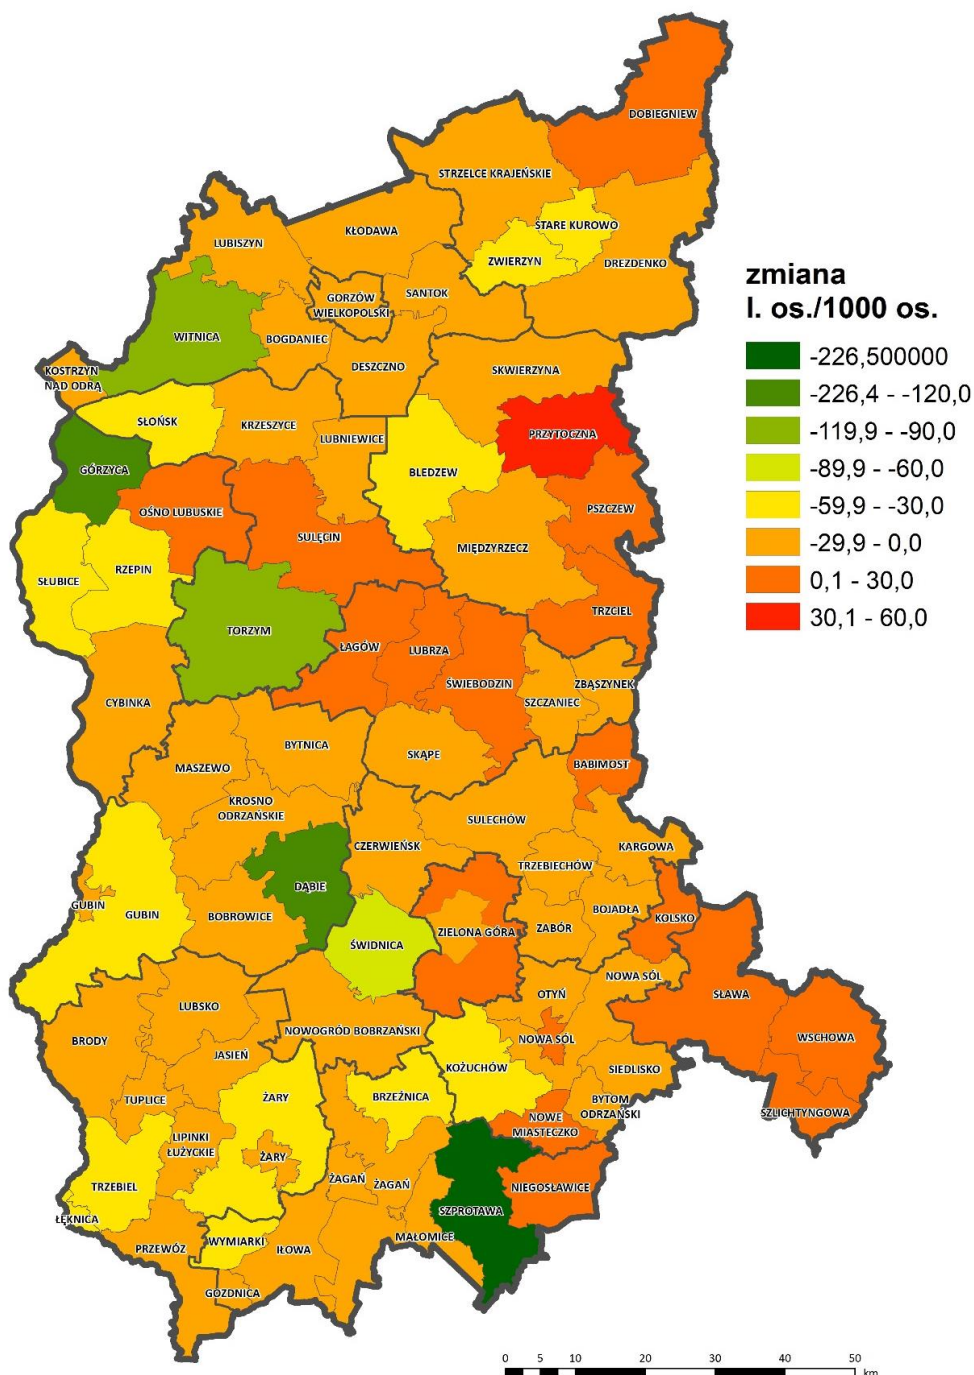 DOBIEGNIEW
STRZELCE KRAJEŃSKIE
STARE KUROWO
KŁODAWA
LUBISZYN
ZWIERZYN
DREZDENKO
zmiana
l. os./1000 os.
-226,500000
-226,4 - -120,0
-119,9 - -90,0
-89,9 - -60,0
-59,9 - -30,0
-29,9 - 0,0
0,1 - 30,0
30,1 - 60,0
SANTOK
GORZÓW
WIELKOPOLSKI
WITNICA
BOGDANIEC
DESZCZNO
KOSTRZYN
NAD ODRĄ
SKWIERZYNA
SŁOŃSK
KRZESZYCE
LUBNIEWICE
PRZYTOCZNA
GÓRZYCA
BLEDZEW
OŚNO LUBUSKIE
PSZCZEW
SULĘCIN
MIĘDZYRZECZ
SŁUBICE
RZEPIN
TRZCIEL
TORZYM
ŁAGÓW
LUBRZA
ŚWIEBODZIN
ZBĄSZYNEK
CYBINKA
SZCZANIEC
BYTNICA
SKĄPE
MASZEWO
BABIMOST
KROSNO
ODRZAŃSKIE
SULECHÓW
CZERWIEŃSK
KARGOWA
TRZEBIECHÓW
DĄBIE
GUBIN
GUBIN
BOBROWICE
BOJADŁA
KOLSKO
ZIELONA GÓRA
ZABÓR
ŚWIDNICA
NOWA SÓL
OTYŃ
SŁAWA
LUBSKO
NOWOGRÓD BOBRZAŃSKI
BRODY
NOWA SÓL
WSCHOWA
JASIEŃ
KOŻUCHÓW
SIEDLISKO
TUPLICE
ŻARY
BRZEŹNICA
BYTOM
ODRZAŃSKI
SZLICHTYNGOWA
NOWE
MIASTECZKO
LIPINKI
ŁUŻYCKIE
ŻARY
TRZEBIEL
ŻAGAŃ
ŻAGAŃ
NIEGOSŁAWICE
SZPROTAWA
ŁĘKNICA
MAŁOMICE
WYMIARKI
PRZEWÓZ
IŁOWA
GOZDNICA
0 5 10 20 30 40 50
km